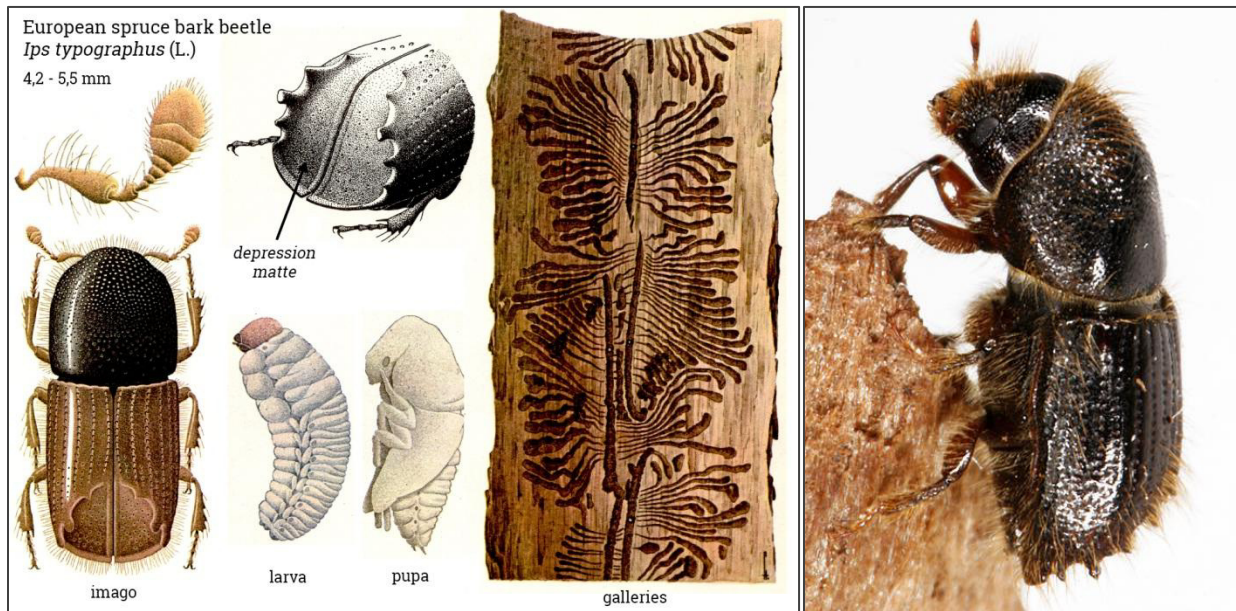 European spruce bark beetle
Ips typographus (L.)
4,2 - 5,5 mm
depression
matte
imago
larva
pupa
galleries